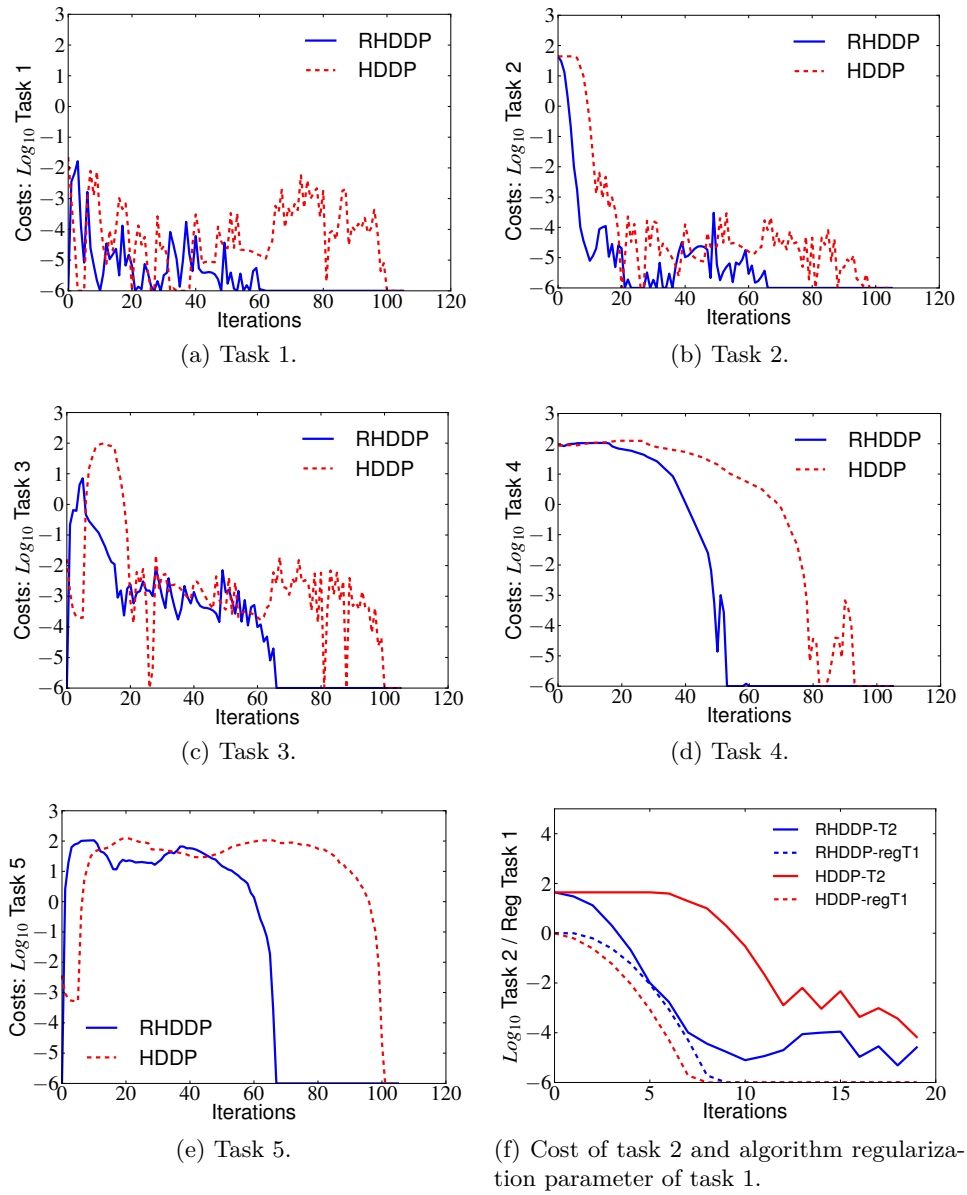 3
2
1
0
−1
−2
−3
−4
−5
−6
Costs: Log10 Task 1
RHDDP
HDDP
0 20 40 60 80 100 120
Iterations
(a) Task 1.
3
2
1
0
−1
−2
−3
−4
−5
−6
Costs: Log10 Task 2
RHDDP
HDDP
0 20 40 60 80 100 120
Iterations
(b) Task 2.
3
2
1
0
−1
−2
−3
−4
−5
−6
Costs: Log10 Task 3
RHDDP
HDDP
0 20 40 60 80 100 120
Iterations
(c) Task 3.
3
2
1
0
−1
−2
−3
−4
−5
−6
Costs: Log10 Task 4
RHDDP
HDDP
0 20 40 60 80 100 120
Iterations
(d) Task 4.
3
2
1
0
−1
−2
−3
−4
−5
−6
Costs: Log10 Task 5
RHDDP
HDDP
0 20 40 60 80 100 120
Iterations
(e) Task 5.
4
2
0
−2
−4
−6
Log10 Task 2 / Reg Task 1
RHDDP-T2
RHDDP-regT1
HDDP-T2
HDDP-regT1
0 5 10 15 20
Iterations
(f) Cost of task 2 and algorithm regulariza-
tion parameter of task 1.